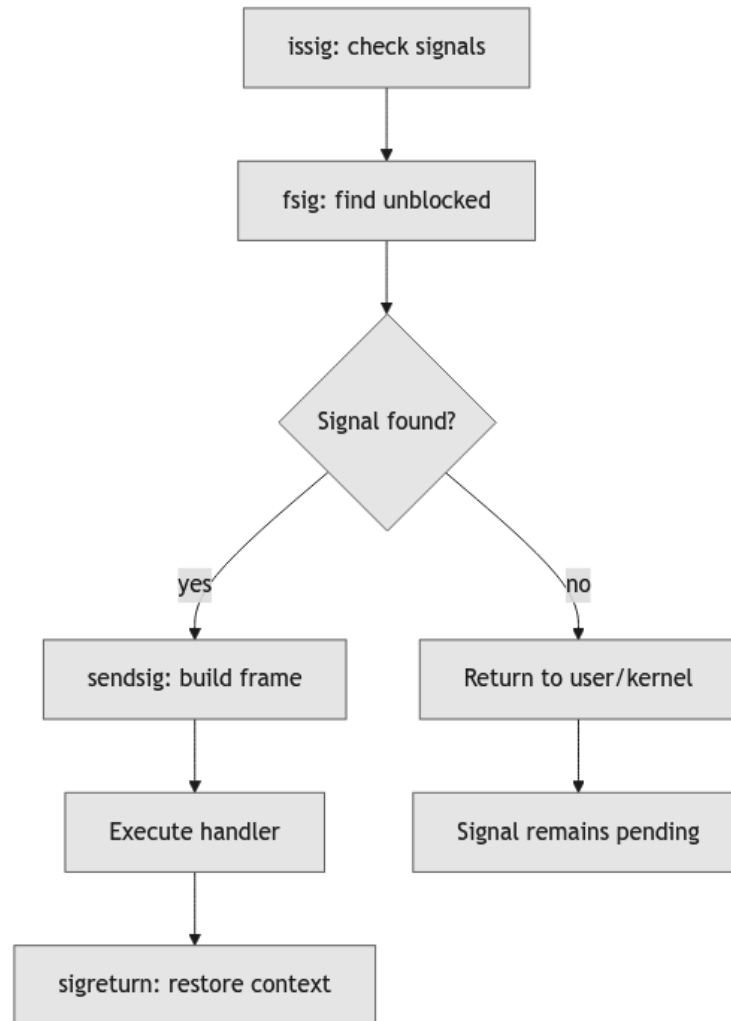 issig: check signals
fsig: find unblocked
Signal found?
yes
no
sendsig: build frame
Return to user/kernel
Execute handler
Signal remains pending
sigreturn: restore context